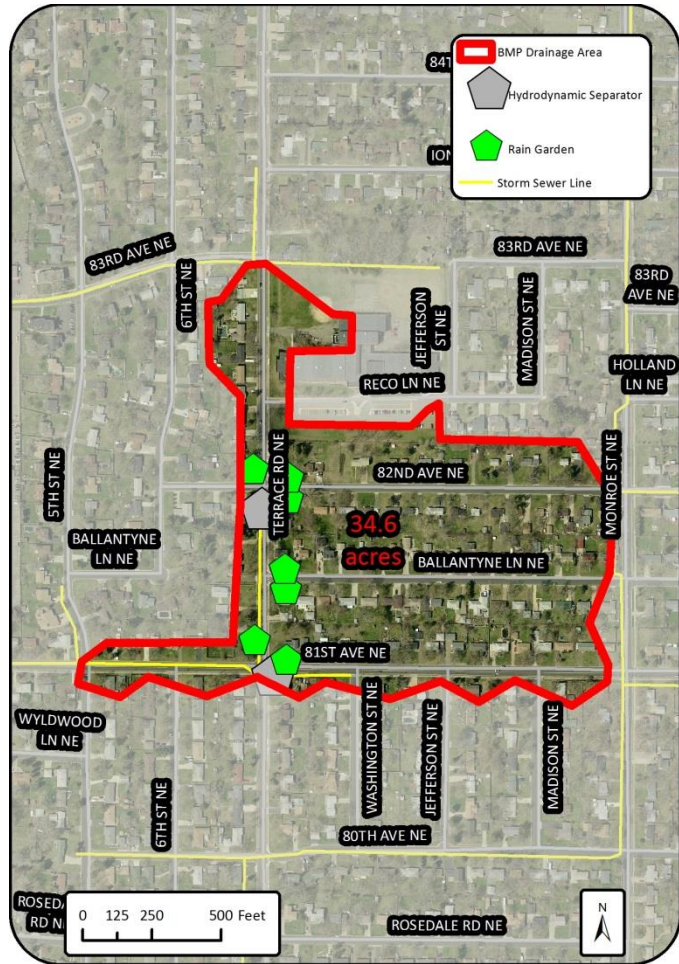 84T
BMP Drainage Area
Hydrodynamic Separator
Rain Garden
Storm Sewer Line
ION
83RD AVE NE
83RD AVE NE
6TH ST NE
83RD
AVE NE
JEFFERSON
ST NE
MADISON ST NE
HOLLAND
LN NE
RECO LN NE
5TH ST NE
TERRACE RD NE
82ND AVE NE
MONROE ST NE
34.6
acres
BALLANTYNE
LN NE
BALLANTYNE LN NE
81ST AVE NE
WYLDWOOD
LN NE
6TH ST NE
WASHINGTON ST NE
JEFFERSON ST NE
MADISON ST NE
80TH AVE NE
ROSEDA
RD N
0 125 250 500 Feet
ROSEDALE RD NE
N